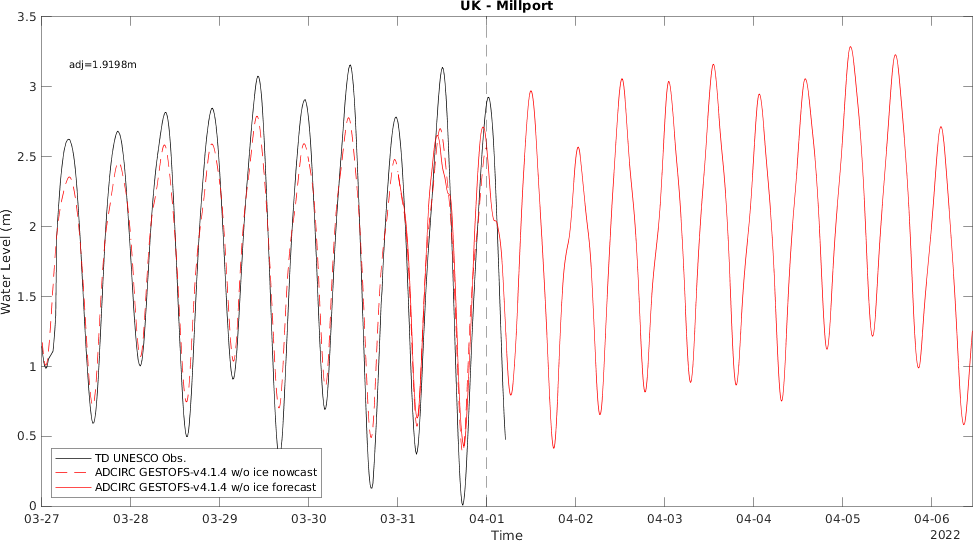 UK - Millport
3.5
adj=1.9198m
3
2.5
2
Water Level (m)
1.5
1
0.5
TD UNESCO Obs.
ADCIRC GESTOFS-v4.1.4 w/o ice nowcast
ADCIRC GESTOFS-v4.1.4 w/o ice forecast
0
03-27 03-28 03-29 03-30 03-31 04-01 04-02 04-03 04-04 04-05 04-06
Time 2022